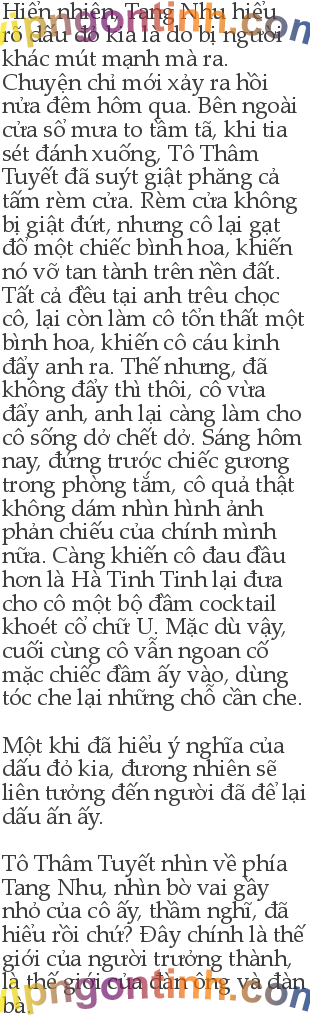 Hiển nhiên, Tang Nhu hiểu
rõ dấu đỏ kia là do bị người
khác mút mạnh mà ra.
Chuyện chỉ mới xảy ra hồi
nửa đêm hôm qua. Bên ngoài
cửa sổ mưa to tầm tã, khi tia
sét đánh xuống, Tô Thâm
Tuyết đã suýt giật phăng cả
tấm rèm cửa. Rèm cửa không
bị giật đứt, nhưng cô lại gạt
đổ một chiếc bình hoa, khiến
nó vỡ tan tành trên nền đất.
Tất cả đều tại anh trêu chọc
cô, lại còn làm cô tổn thất một
bình hoa, khiến cô cáu kỉnh
đẩy anh ra. Thế nhưng, đã
không đẩy thì thôi, cô vừa
đẩy anh, anh lại càng làm cho
cô sống dở chết dở. Sáng hôm
nay, đứng trước chiếc gương
trong phòng tắm, cô quả thật
không dám nhìn hình ảnh
phản chiếu của chính mình
nữa. Càng khiến cô đau đầu
hơn là Hà Tinh Tinh lại đưa
cho cô một bộ đầm cocktail
khoét cổ chữ U. Mặc dù vậy,
cuối cùng cô vẫn ngoan cố
mặc chiếc đầm ấy vào, dùng
tóc che lại những chỗ cần che.
Một khi đã hiểu ý nghĩa của
dấu đỏ kia, đương nhiên sẽ
liên tưởng đến người đã để lại
dấu ấn ấy.
Tô Thâm Tuyết nhìn về phía
Tang Nhu, nhìn bờ vai gầy
nhỏ của cô ấy, thầm nghĩ, đã
hiểu rồi chứ? Đây chính là thế
giới của người trưởng thành,
là thế giới của đàn ông và đàn
bà.
vipngontinh.com
vipngontinh.com